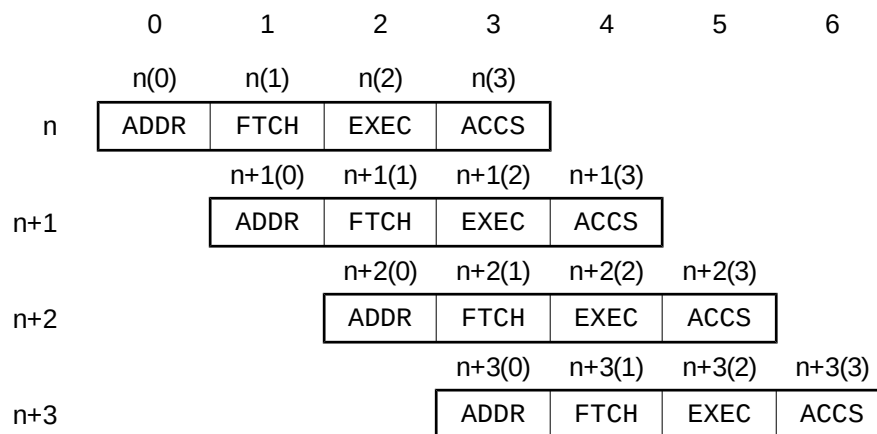 0 1 2 3 4 5 6
n(0) n(1) n(2) n(3)
n ADDR FTCH EXEC ACCS
n+1(0) n+1(1) n+1(2) n+1(3)
n+1 ADDR FTCH EXEC ACCS
n+2(0) n+2(1) n+2(2) n+2(3)
n+2 ADDR FTCH EXEC ACCS
n+3(0) n+3(1) n+3(2) n+3(3)
n+3 ADDR FTCH EXEC ACCS